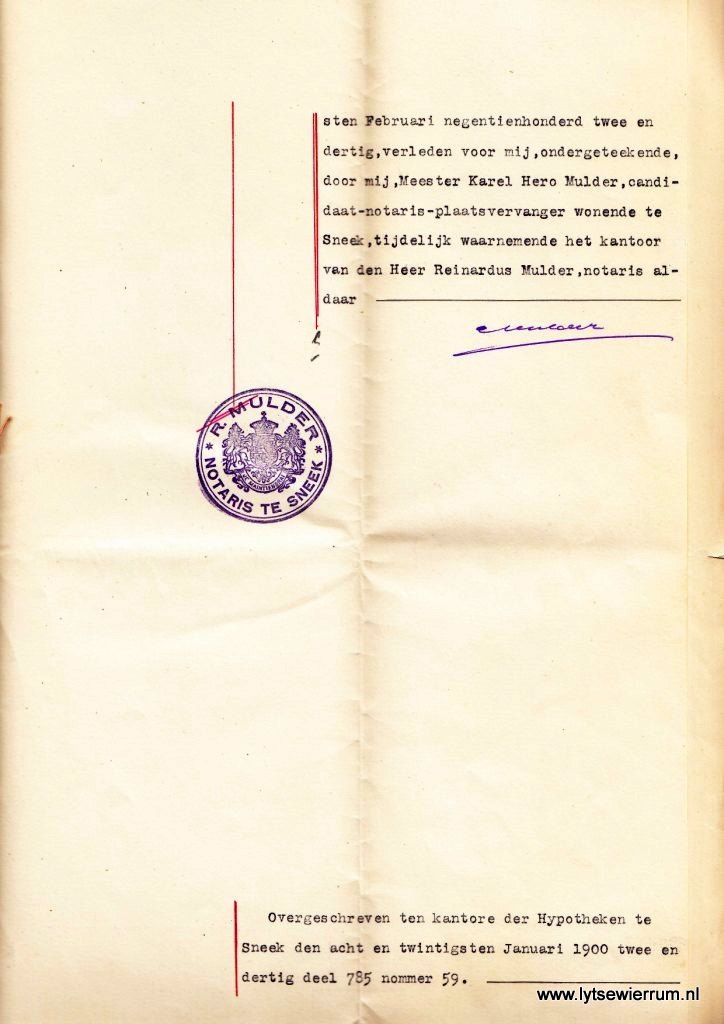 sten Februari negentienhonderd twee en
dertig,verleden voor mij,ondergeteekende,
door mij,Meester Karel Hero Mulder,candi-
daat-notaris-plaatsvervanger wonende te
Sneek,tijdelijk waarnemende het kantoor
van den Heer Reinardus Mulder,notaris al-
daar
R. MULDER
NOTARIS TE SNEEK
Overgeschreven ten kantore der Hypotheken te
Sneek den acht en twintigsten Januari 1900 twee en
dertig deel 785 nommer 59.
www.lytsewierrum.nl